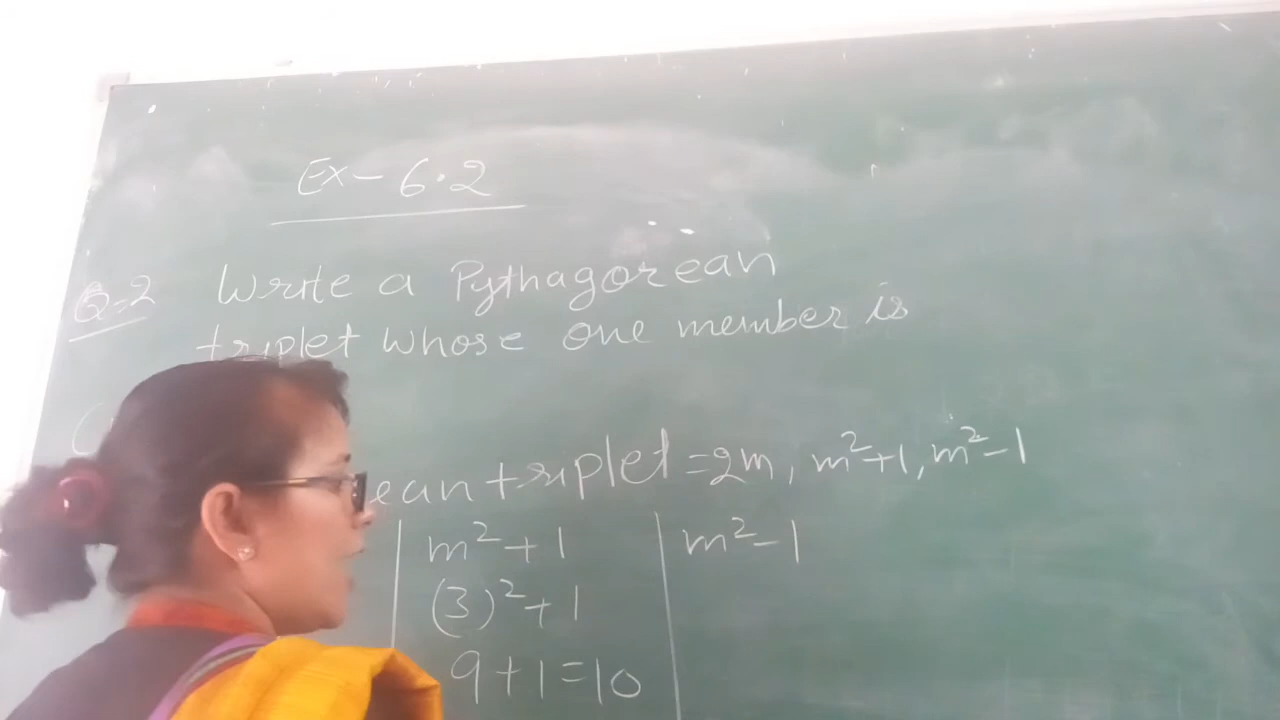 Ex- 6.2
Q-2 Write a Pythagorean
triplet whose one member is
(
ean triplet = 2m, m²+1, m²-1
m²+1 | m²-1
(3)²+1
9+1=10